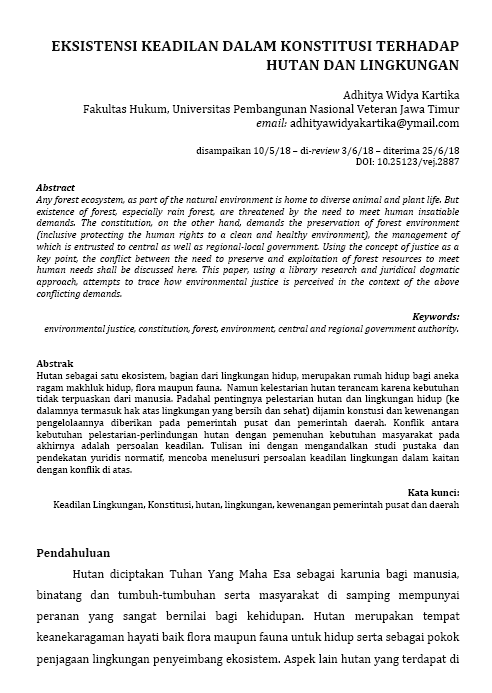 EKSISTENSI KEADILAN DALAM KONSTITUSI TERHADAP
HUTAN DAN LINGKUNGAN
Adhitya Widya Kartika
Fakultas Hukum, Universitas Pembangunan Nasional Veteran Jawa Timur
email: adhityawidyakartika@ymail.com
disampaikan 10/5/18 – di-review 3/6/18 – diterima 25/6/18
DOI: 10.25123/vej.2887
Abstract
Any forest ecosystem, as part of the natural environment is home to diverse animal and plant life. But
existence of forest, especially rain forest, are threatened by the need to meet human insatiable
demands. The constitution, on the other hand, demands the preservation of forest environment
(inclusive protecting the human rights to a clean and healthy environment), the management of
which is entrusted to central as well as regional-local government. Using the concept of justice as a
key point, the conflict between the need to preserve and exploitation of forest resources to meet
human needs shall be discussed here. This paper, using a library research and juridical dogmatic
approach, attempts to trace how environmental justice is perceived in the context of the above
conflicting demands.
Keywords:
environmental justice, constitution, forest, environment, central and regional government authority.
Abstrak
Hutan sebagai satu ekosistem, bagian dari lingkungan hidup, merupakan rumah hidup bagi aneka
ragam makhluk hidup, flora maupun fauna. Namun kelestarian hutan terancam karena kebutuhan
tidak terpuaskan dari manusia. Padahal pentingnya pelestarian hutan dan lingkungan hidup (ke
dalamnya termasuk hak atas lingkungan yang bersih dan sehat) dijamin konstusi dan kewenangan
pengelolaannya diberikan pada pemerintah pusat dan pemerintah daerah. Konflik antara
kebutuhan pelestarian-perlindungan hutan dengan pemenuhan kebutuhan masyarakat pada
akhirnya adalah persoalan keadilan. Tulisan ini dengan mengandalkan studi pustaka dan
pendekatan yuridis normatif, mencoba menelusuri persoalan keadilan lingkungan dalam kaitan
dengan konflik di atas.
Kata kunci:
Keadilan Lingkungan, Konstitusi, hutan, lingkungan, kewenangan pemerintah pusat dan daerah
Pendahuluan
Hutan diciptakan Tuhan Yang Maha Esa sebagai karunia bagi manusia,
binatang dan tumbuh-tumbuhan serta masyarakat di samping mempunyai
peranan yang sangat bernilai bagi kehidupan. Hutan merupakan tempat
keanekaragaman hayati baik flora maupun fauna untuk hidup serta sebagai pokok
penjagaan lingkungan penyeimbang ekosistem. Aspek lain hutan yang terdapat di